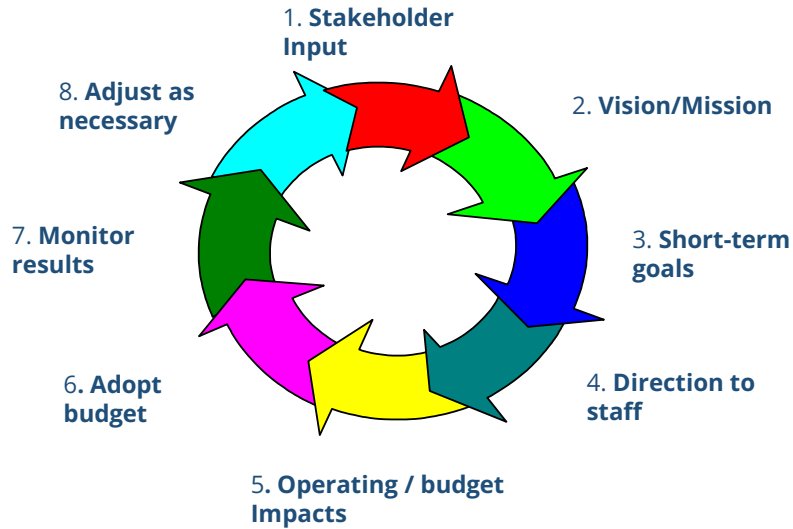 1. Stakeholder
Input
2. Vision/Mission
3. Short-term
goals
4. Direction to
staff
5. Operating / budget
Impacts
6. Adopt
budget
7. Monitor
results
8. Adjust as
necessary